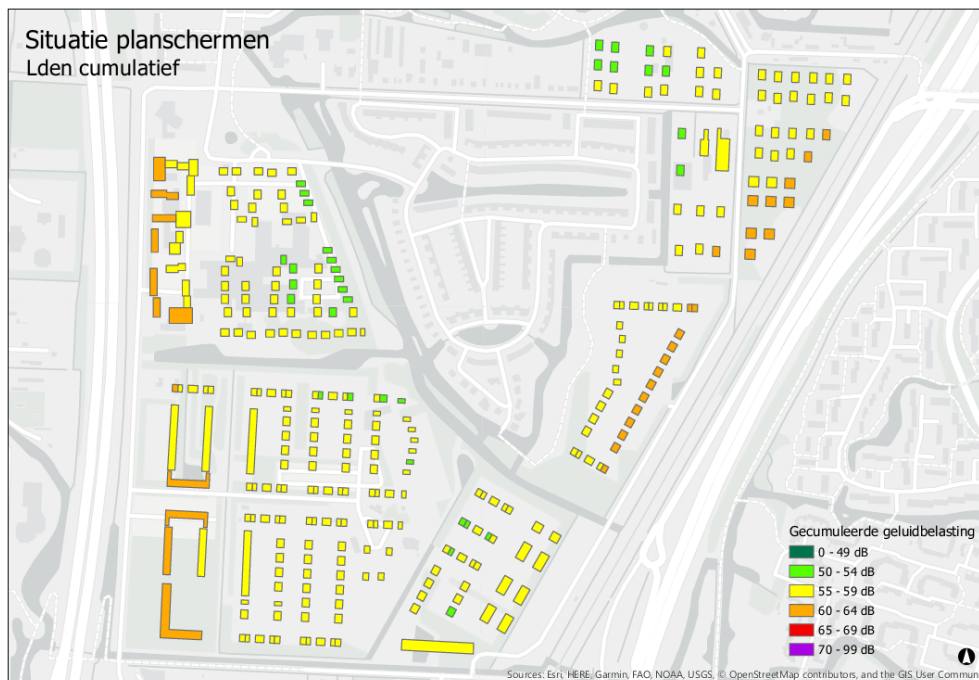 Situatie planschermen
Lden cumulatief
Gecumuleerde geluidbelasting
0 - 49 dB
50 - 54 dB
55 - 59 dB
60 - 64 dB
65 - 69 dB
70 - 99 dB
Sources: Esri, HERE, Garmin, FAO, NOAA, USGS, © OpenStreetMap contributors, and the GIS User Commun